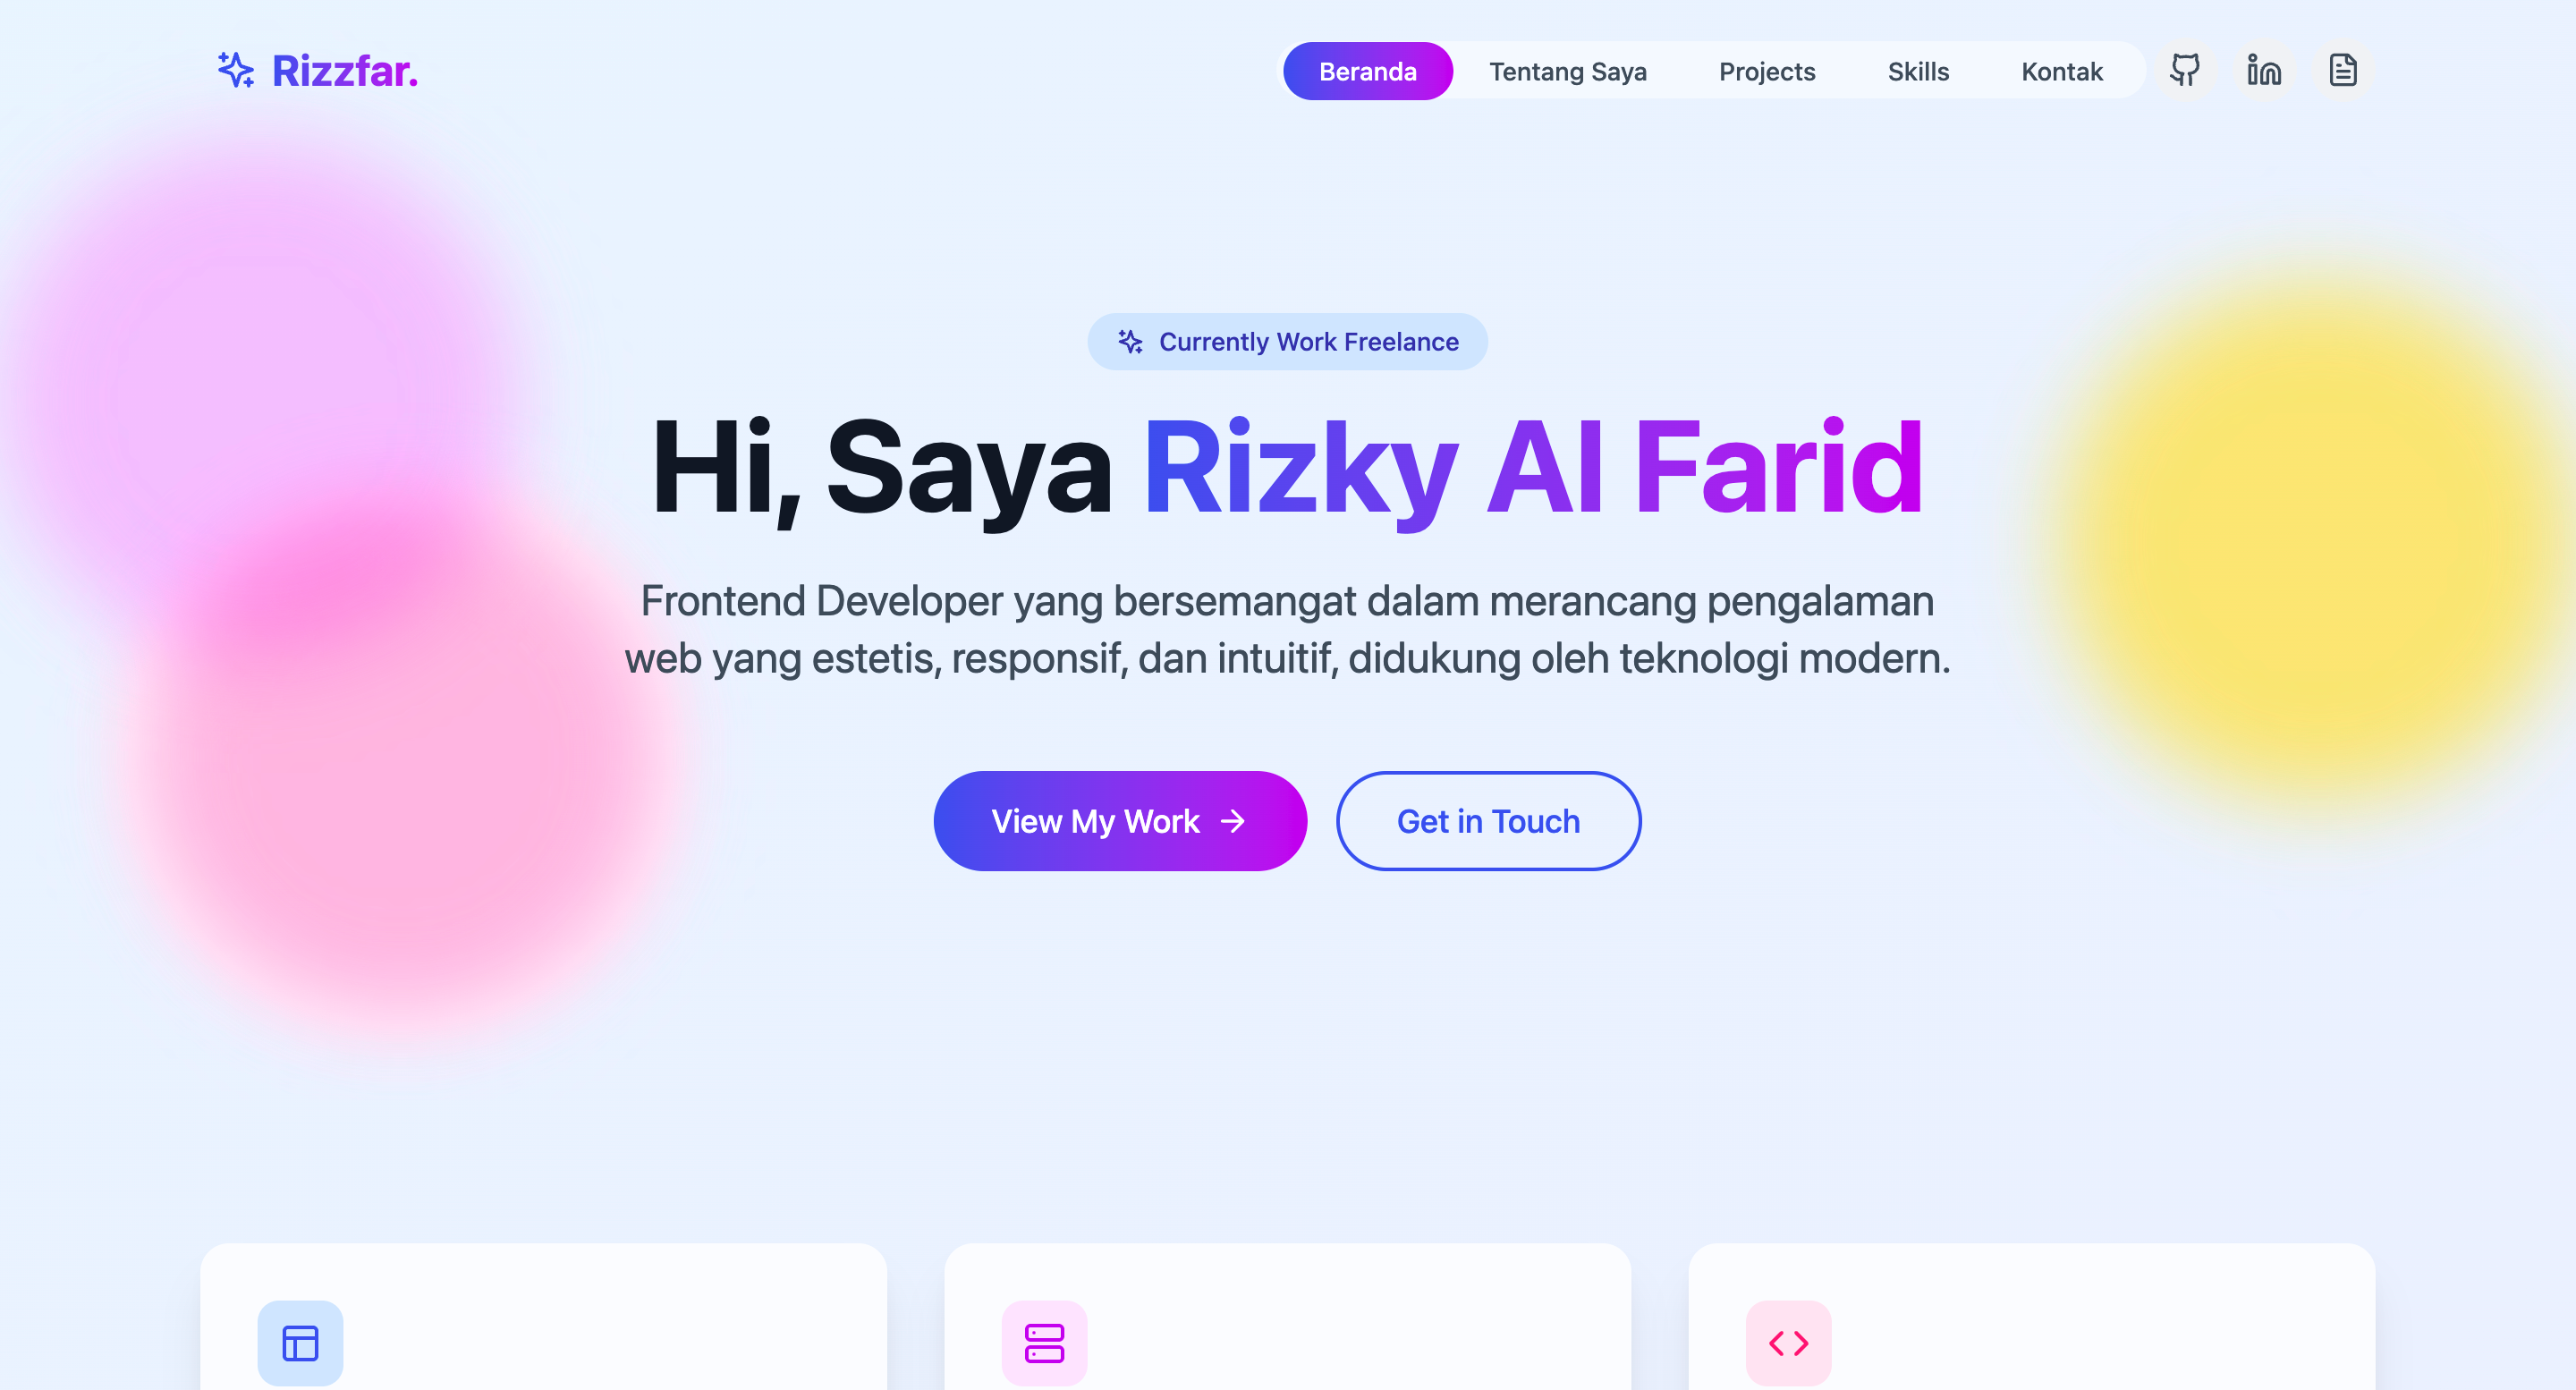 Rizzfar.
Beranda Tentang Saya Projects Skills Kontak
Currently Work Freelance
Hi, Saya Rizky Al Farid
Frontend Developer yang bersemangat dalam merancang pengalaman
web yang estetis, responsif, dan intuitif, didukung oleh teknologi modern.
View My Work
Get in Touch